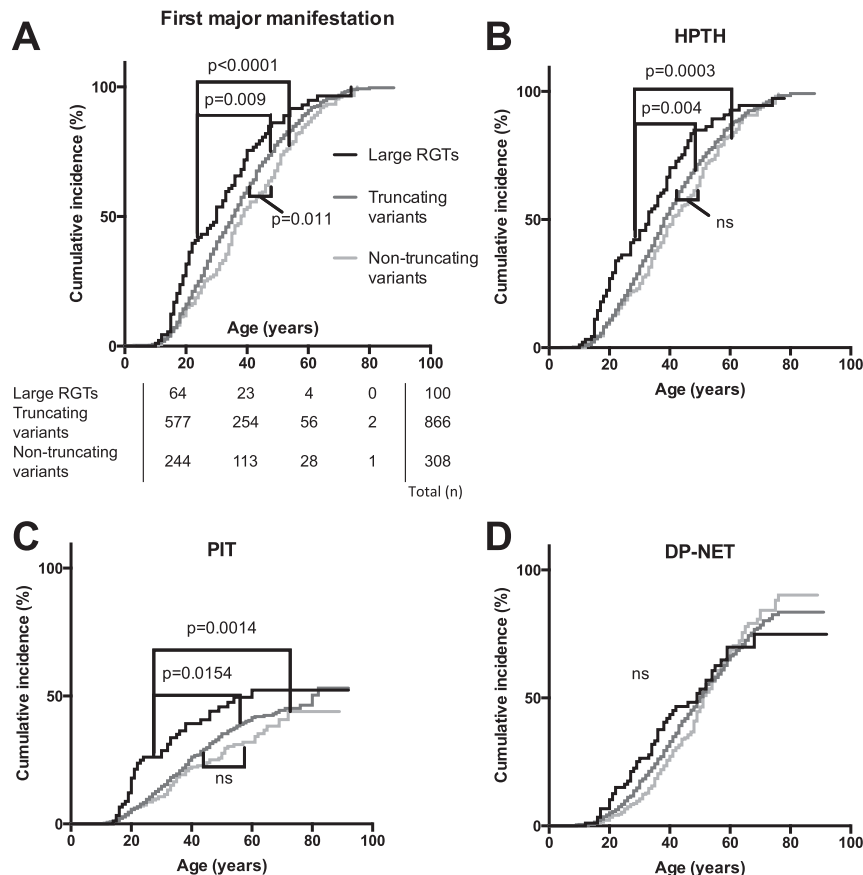 A
First major manifestation
100
50
0
Cumulative incidence (%)
p<0.0001
p=0.009
p=0.011
Large RGTs
Truncating
variants
Non-truncating
variants
Age (years)
0 20 40 60 80 100
Large RGTs 64 23 4 0 100
Truncating
variants 577 254 56 2 866
Non-truncating
variants 244 113 28 1 308
Total (n)
B
HPTH
100
50
0
Cumulative incidence (%)
p=0.0003
p=0.004
ns
0 20 40 60 80 100
Age (years)
C
PIT
100
50
0
Cumulative incidence (%)
p=0.0014
p=0.0154
ns
0 20 40 60 80 100
Age (years)
D
DP-NET
100
50
0
Cumulative incidence (%)
ns
0 20 40 60 80 100
Age (years)